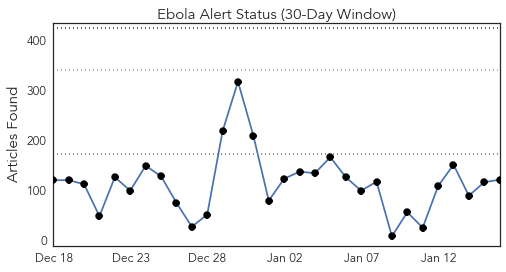 Ebola Alert Status (30-Day Window)
Articles Found
400
300
200
100
0
Dec 18 Dec 23 Dec 28 Jan 02 Jan 07 Jan 12